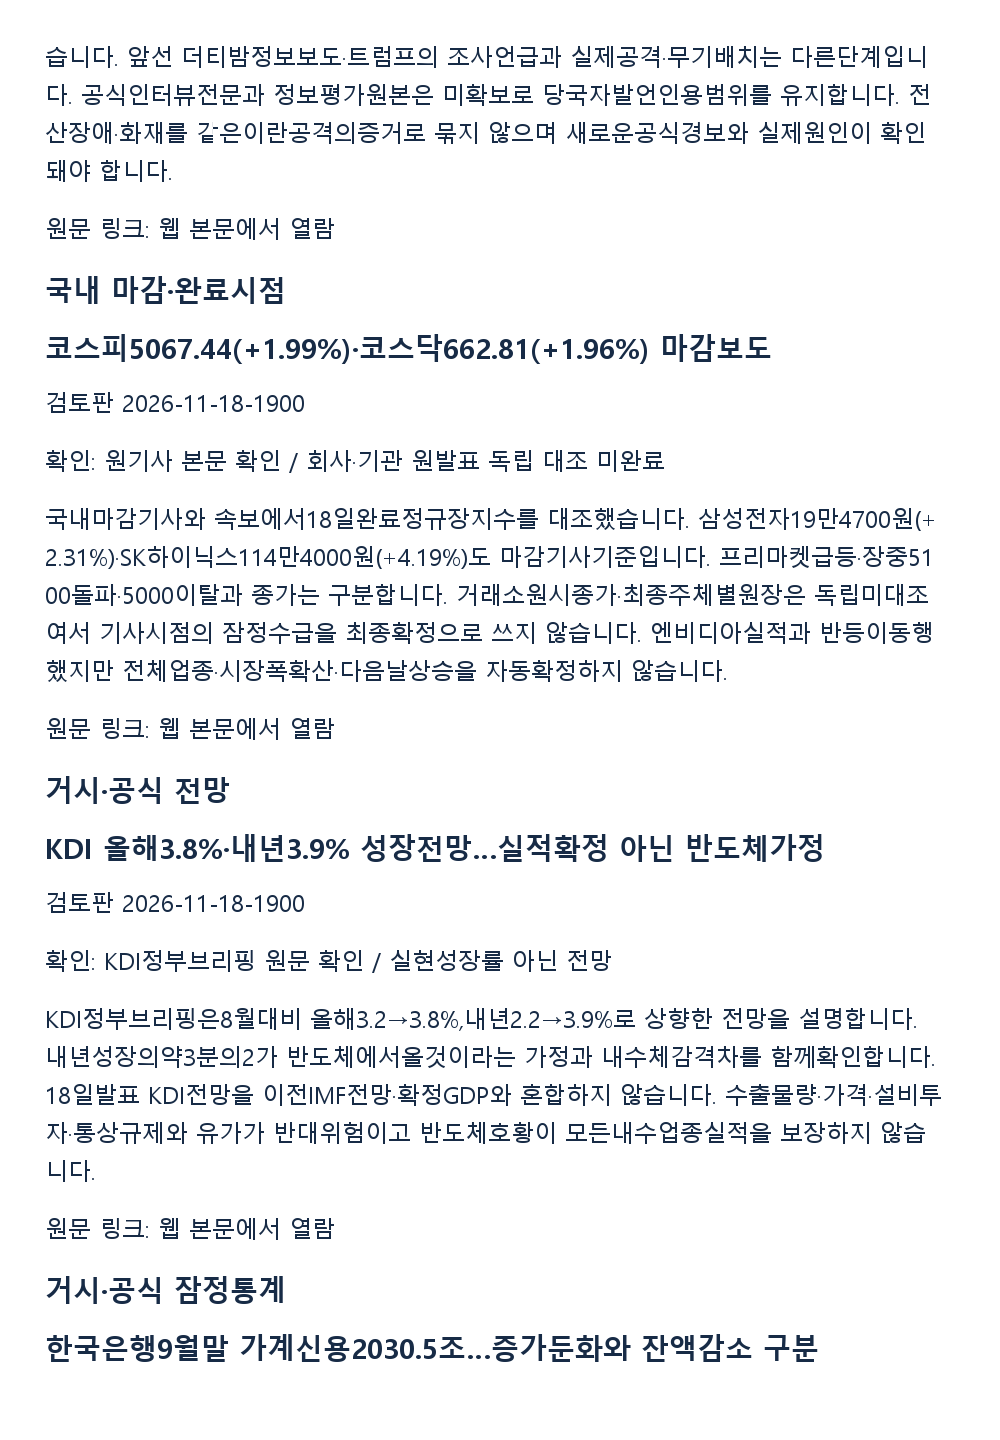 습니다. 앞선 더티밤정보보도·트럼프의 조사언급과 실제공격·무기배치는 다른단계입니
다. 공식인터뷰전문과 정보평가원본은 미확보로 당국자발언인용범위를 유지합니다. 전
산장애·화재를 같은이란공격의증거로 묶지 않으며 새로운공식경보와 실제원인이 확인
돼야 합니다.
원문 링크: 웹 본문에서 열람
국내 마감·완료시점
코스피5067.44(+1.99%)·코스닥662.81(+1.96%) 마감보도
검토판 2026-11-18-1900
확인: 원기사 본문 확인 / 회사·기관 원발표 독립 대조 미완료
국내마감기사와 속보에서18일완료정규장지수를 대조했습니다. 삼성전자19만4700원(+
2.31%)·SK하이닉스114만4000원(+4.19%)도 마감기사기준입니다. 프리마켓급등·장중51
00돌파·5000이탈과 종가는 구분합니다. 거래소원시종가·최종주체별원장은 독립미대조
여서 기사시점의 잠정수급을 최종확정으로 쓰지 않습니다. 엔비디아실적과 반등이동행
했지만 전체업종·시장폭확산·다음날상승을 자동확정하지 않습니다.
원문 링크: 웹 본문에서 열람
거시·공식 전망
KDI 올해3.8%·내년3.9% 성장전망...실적확정 아닌 반도체가정
검토판 2026-11-18-1900
확인: KDI정부브리핑 원문 확인 / 실현성장률 아닌 전망
KDI정부브리핑은8월대비 올해3.2→3.8%,내년2.2→3.9%로 상향한 전망을 설명합니다.
내년성장의약3분의2가 반도체에서올것이라는 가정과 내수체감격차를 함께확인합니다.
18일발표 KDI전망을 이전IMF전망·확정GDP와 혼합하지 않습니다. 수출물량·가격·설비투
자·통상규제와 유가가 반대위험이고 반도체호황이 모든내수업종실적을 보장하지 않습
니다.
원문 링크: 웹 본문에서 열람
거시·공식 잠정통계
한국은행9월말 가계신용2030.5조...증가둔화와 잔액감소 구분